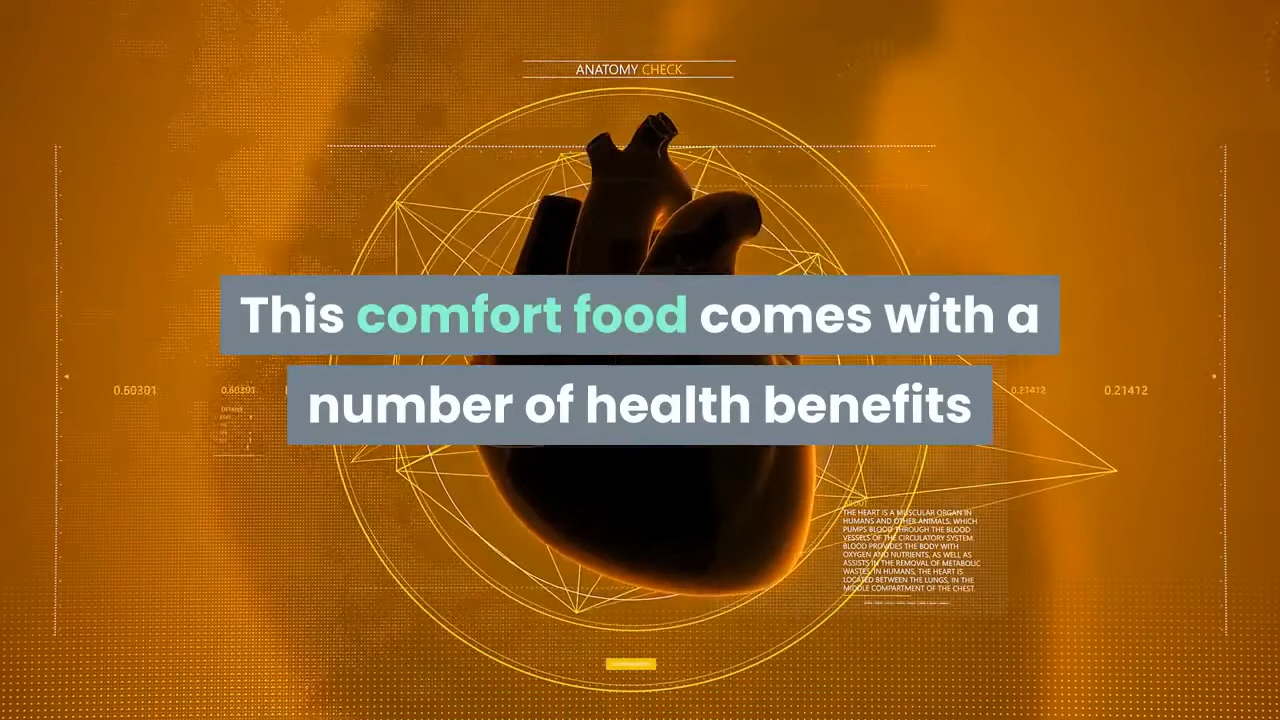 ANATOMY CHECK.
This comfort food comes with a
number of health benefits
0.60301
0.60301
0.21412
0.21412
DETAILS
ABOUT
THE HEART IS A MUSCULAR ORGAN IN
HUMANS AND OTHER ANIMALS, WHICH
PUMPS BLOOD THROUGH THE BLOOD
VESSELS OF THE CIRCULATORY SYSTEM.
BLOOD PROVIDES THE BODY WITH
OXYGEN AND NUTRIENTS, AS WELL AS
ASSISTS IN THE REMOVAL OF METABOLIC
WASTES. IN HUMANS, THE HEART IS
LOCATED BETWEEN THE LUNGS, IN THE
MIDDLE COMPARTMENT OF THE CHEST.